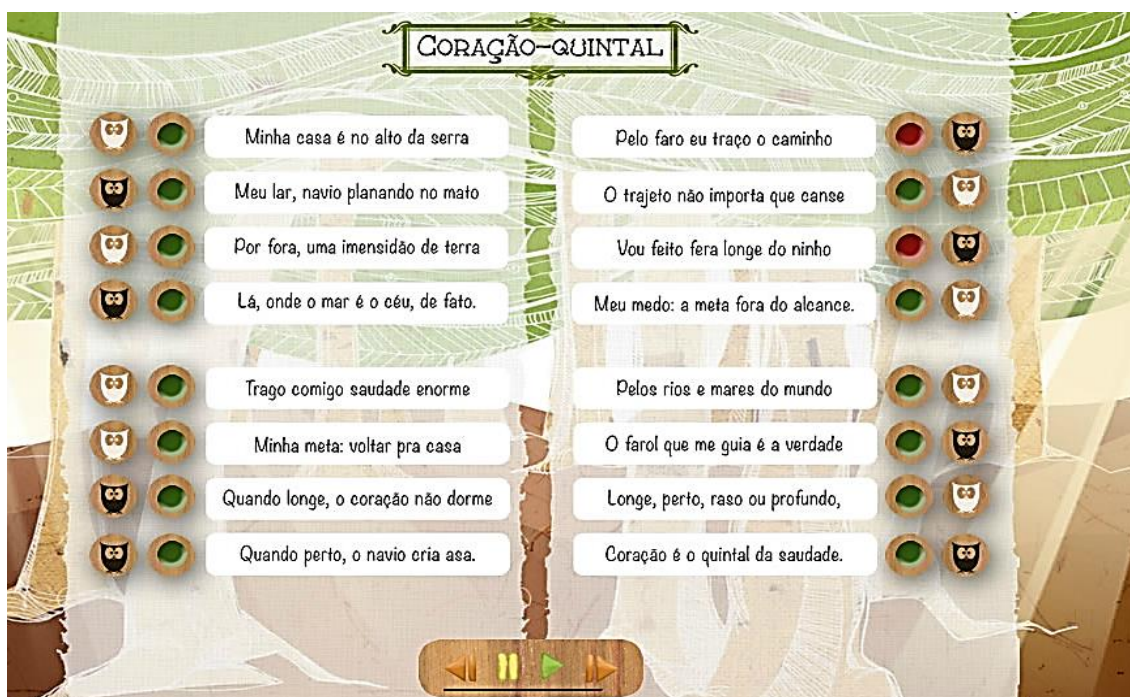 CORAÇÃO-QUINTAL
Minha casa é no alto da serra
Meu lar, navio planando no mato
Por fora, uma imensidão de terra
Lá, onde o mar é o céu, de fato.
Trago comigo saudade enorme
Minha meta: voltar pra casa
Quando longe, o coração não dorme
Quando perto, o navio cria asa.
Pelo faro eu traço o caminho
O trajeto não importa que canse
Vou feito fera longe do ninho
Meu medo: a meta fora do alcance.
Pelos rios e mares do mundo
O farol que me guia é a verdade
Longe, perto, raso ou profundo,
Coração é o quintal da saudade.